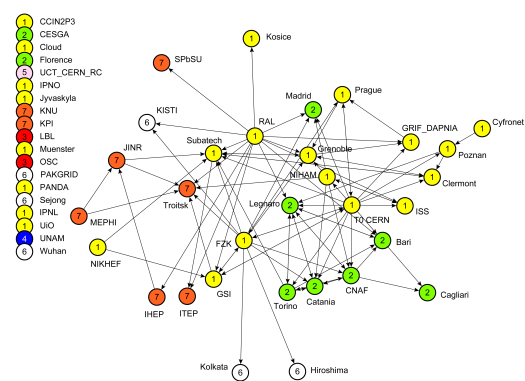 1 CCIN2P3
2 CESGA
1 Cloud
2 Florence
5 UCT_CERN_RC
1 IPNO
1 Jyvaskyla
7 KNU
7 KPI
3 LBL
1 Muenster
3 OSC
6 PAKGRID
1 PANDA
6 Sejong
1 IPNL
1 UiO
4 UNAM
6 Wuhan
1 Kosice
7 SPbSU
Madrid 2
1 Prague
KISTI 6
RAL 1
GRIF_DAPNIA 1
Cyfronet 1
JINR 7
Subatech 1
Grenoble 1
1 Poznan
NIHAM 1
1 Clermont
Troitsk 7
Legnaro 2
T0 CERN 1
1 ISS
MEPHI 7
NIKHEF 1
FZK 1
2 Bari
GSI 1
IHEP 7
ITEP 7
Torino 2
Catania 2
CNAF 2
2 Cagliari
Kolkata 6
6 Hiroshima